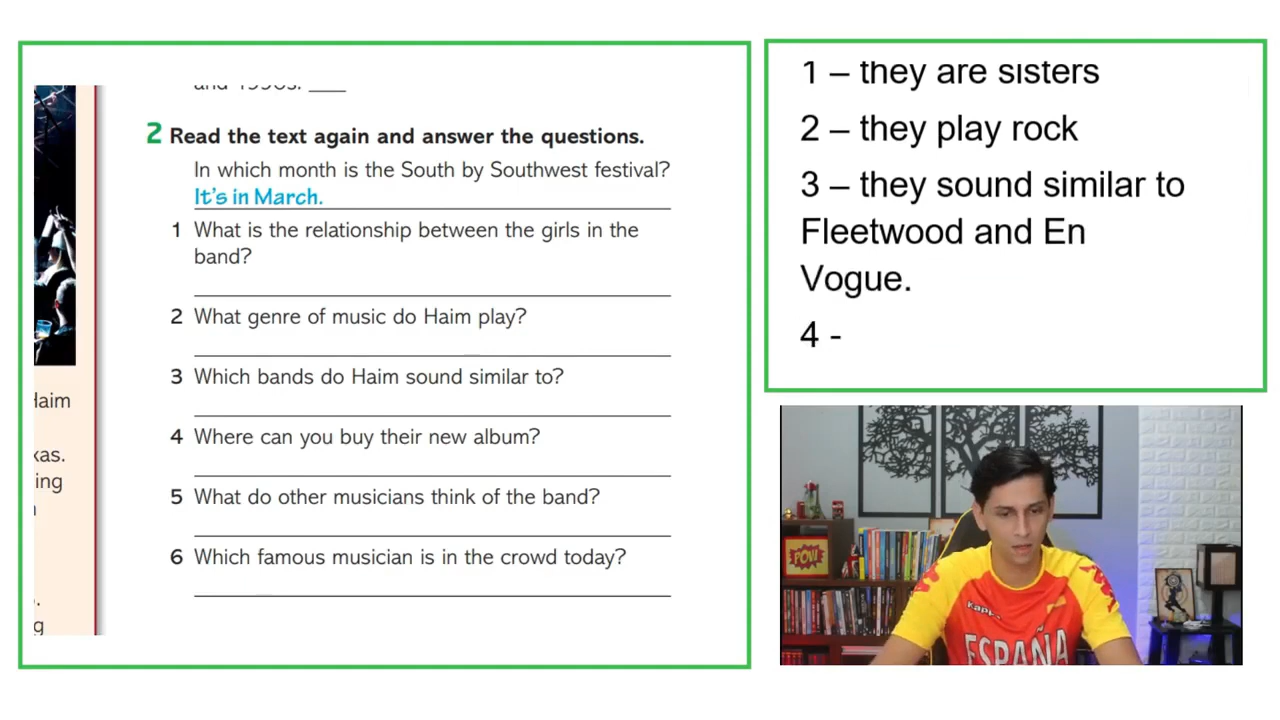 and 1990s.
2 Read the text again and answer the questions.
In which month is the South by Southwest festival?
It's in March.
1 What is the relationship between the girls in the
band?
2 What genre of music do Haim play?
3 Which bands do Haim sound similar to?
4 Where can you buy their new album?
5 What do other musicians think of the band?
6 Which famous musician is in the crowd today?
Haim
xas.
ing
g
1 – they are sisters
2 – they play rock
3 – they sound similar to
Fleetwood and En
Vogue.
4 -
POW
Kappa
ESPAÑA